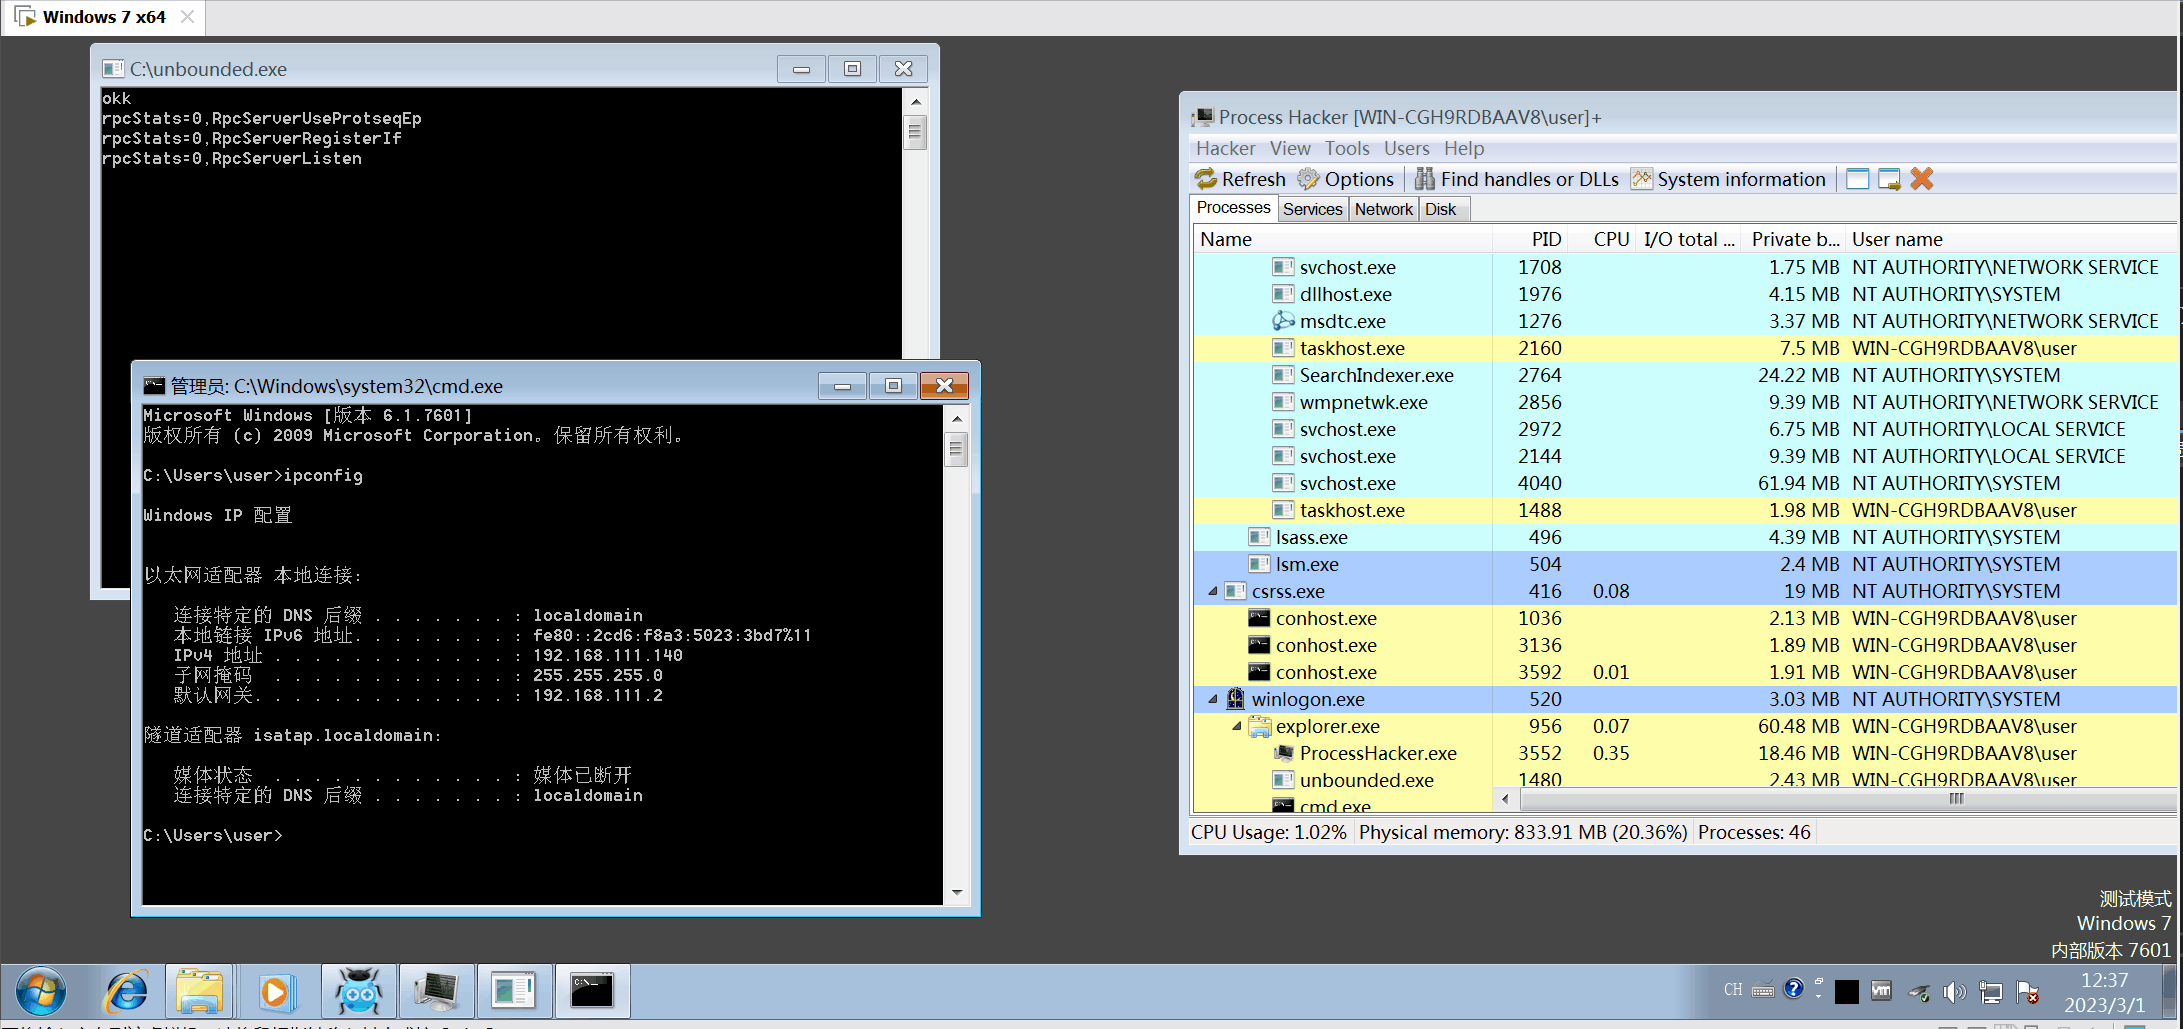 Windows 7 x64
C:\unbounded.exe
okk
rpcStats=0,RpcServerUseProtseqEp
rpcStats=0,RpcServerRegisterIf
rpcStats=0,RpcServerListen
管理员: C:\Windows\system32\cmd.exe
Microsoft Windows [版本 6.1.7601]
版权所有 (c) 2009 Microsoft Corporation。保留所有权利。
C:\Users\user>ipconfig
Windows IP 配置
以太网适配器 本地连接:
连接特定的 DNS 后缀 . . . . . . . : localdomain
本地链接 IPv6 地址. . . . . . . . : fe80::2cd6:f8a3:5023:3bd7%11
IPv4 地址 . . . . . . . . . . . . : 192.168.111.140
子网掩码 . . . . . . . . . . . . : 255.255.255.0
默认网关. . . . . . . . . . . . . : 192.168.111.2
隧道适配器 isatap.localdomain:
媒体状态 . . . . . . . . . . . . : 媒体已断开
连接特定的 DNS 后缀 . . . . . . . : localdomain
C:\Users\user>
Process Hacker [WIN-CGH9RDBAAV8\user]+
Hacker View Tools Users Help
Refresh Options Find handles or DLLs System information
Processes Services Network Disk
Name PID CPU I/O total ... Private b... User name
svchost.exe 1708 1.75 MB NT AUTHORITY\NETWORK SERVICE
dllhost.exe 1976 4.15 MB NT AUTHORITY\SYSTEM
msdtc.exe 1276 3.37 MB NT AUTHORITY\NETWORK SERVICE
taskhost.exe 2160 7.5 MB WIN-CGH9RDBAAV8\user
SearchIndexer.exe 2764 24.22 MB NT AUTHORITY\SYSTEM
wmpnetwk.exe 2856 9.39 MB NT AUTHORITY\NETWORK SERVICE
svchost.exe 2972 6.75 MB NT AUTHORITY\LOCAL SERVICE
svchost.exe 2144 9.39 MB NT AUTHORITY\LOCAL SERVICE
svchost.exe 4040 61.94 MB NT AUTHORITY\SYSTEM
taskhost.exe 1488 1.98 MB WIN-CGH9RDBAAV8\user
lsass.exe 496 4.39 MB NT AUTHORITY\SYSTEM
lsm.exe 504 2.4 MB NT AUTHORITY\SYSTEM
csrss.exe 416 0.08 19 MB NT AUTHORITY\SYSTEM
conhost.exe 1036 2.13 MB WIN-CGH9RDBAAV8\user
conhost.exe 3136 1.89 MB WIN-CGH9RDBAAV8\user
conhost.exe 3592 0.01 1.91 MB WIN-CGH9RDBAAV8\user
winlogon.exe 520 3.03 MB NT AUTHORITY\SYSTEM
explorer.exe 956 0.07 60.48 MB WIN-CGH9RDBAAV8\user
ProcessHacker.exe 3552 0.35 18.46 MB WIN-CGH9RDBAAV8\user
unbounded.exe 1480 2.43 MB WIN-CGH9RDBAAV8\user
cmd.exe
CPU Usage: 1.02% Physical memory: 833.91 MB (20.36%) Processes: 46
测试模式
Windows 7
内部版本 7601
CH
12:37
2023/3/1